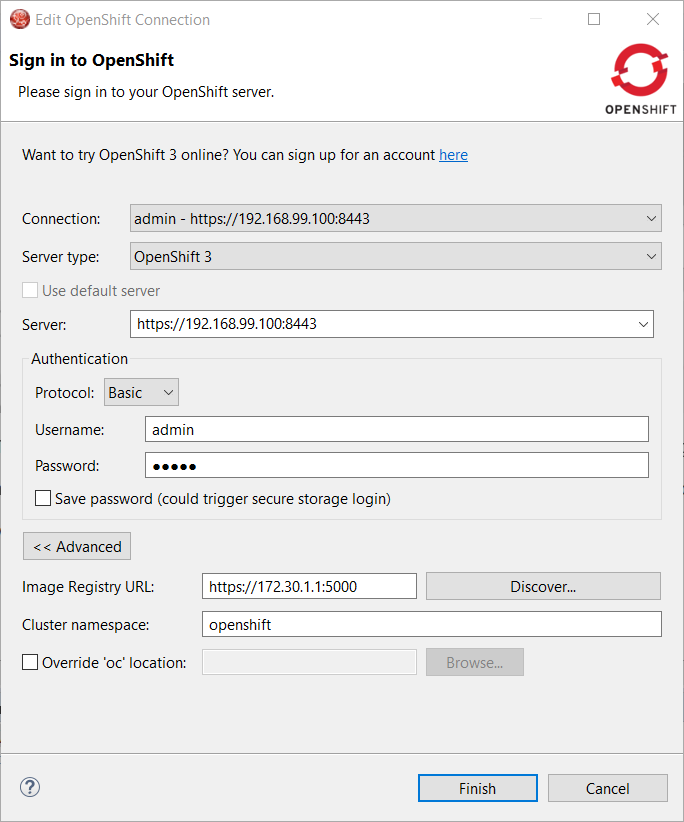 Edit OpenShift Connection
Sign in to OpenShift
Please sign in to your OpenShift server.
OPENSHIFT
Want to try OpenShift 3 online? You can sign up for an account here
Connection: admin - https://192.168.99.100:8443
Server type: OpenShift 3
Use default server
Server: https://192.168.99.100:8443
Authentication
Protocol: Basic
Username: admin
Password: ●●●●●
Save password (could trigger secure storage login)
<< Advanced
Image Registry URL: https://172.30.1.1:5000 Discover...
Cluster namespace: openshift
Override 'oc' location: Browse...
? Finish Cancel